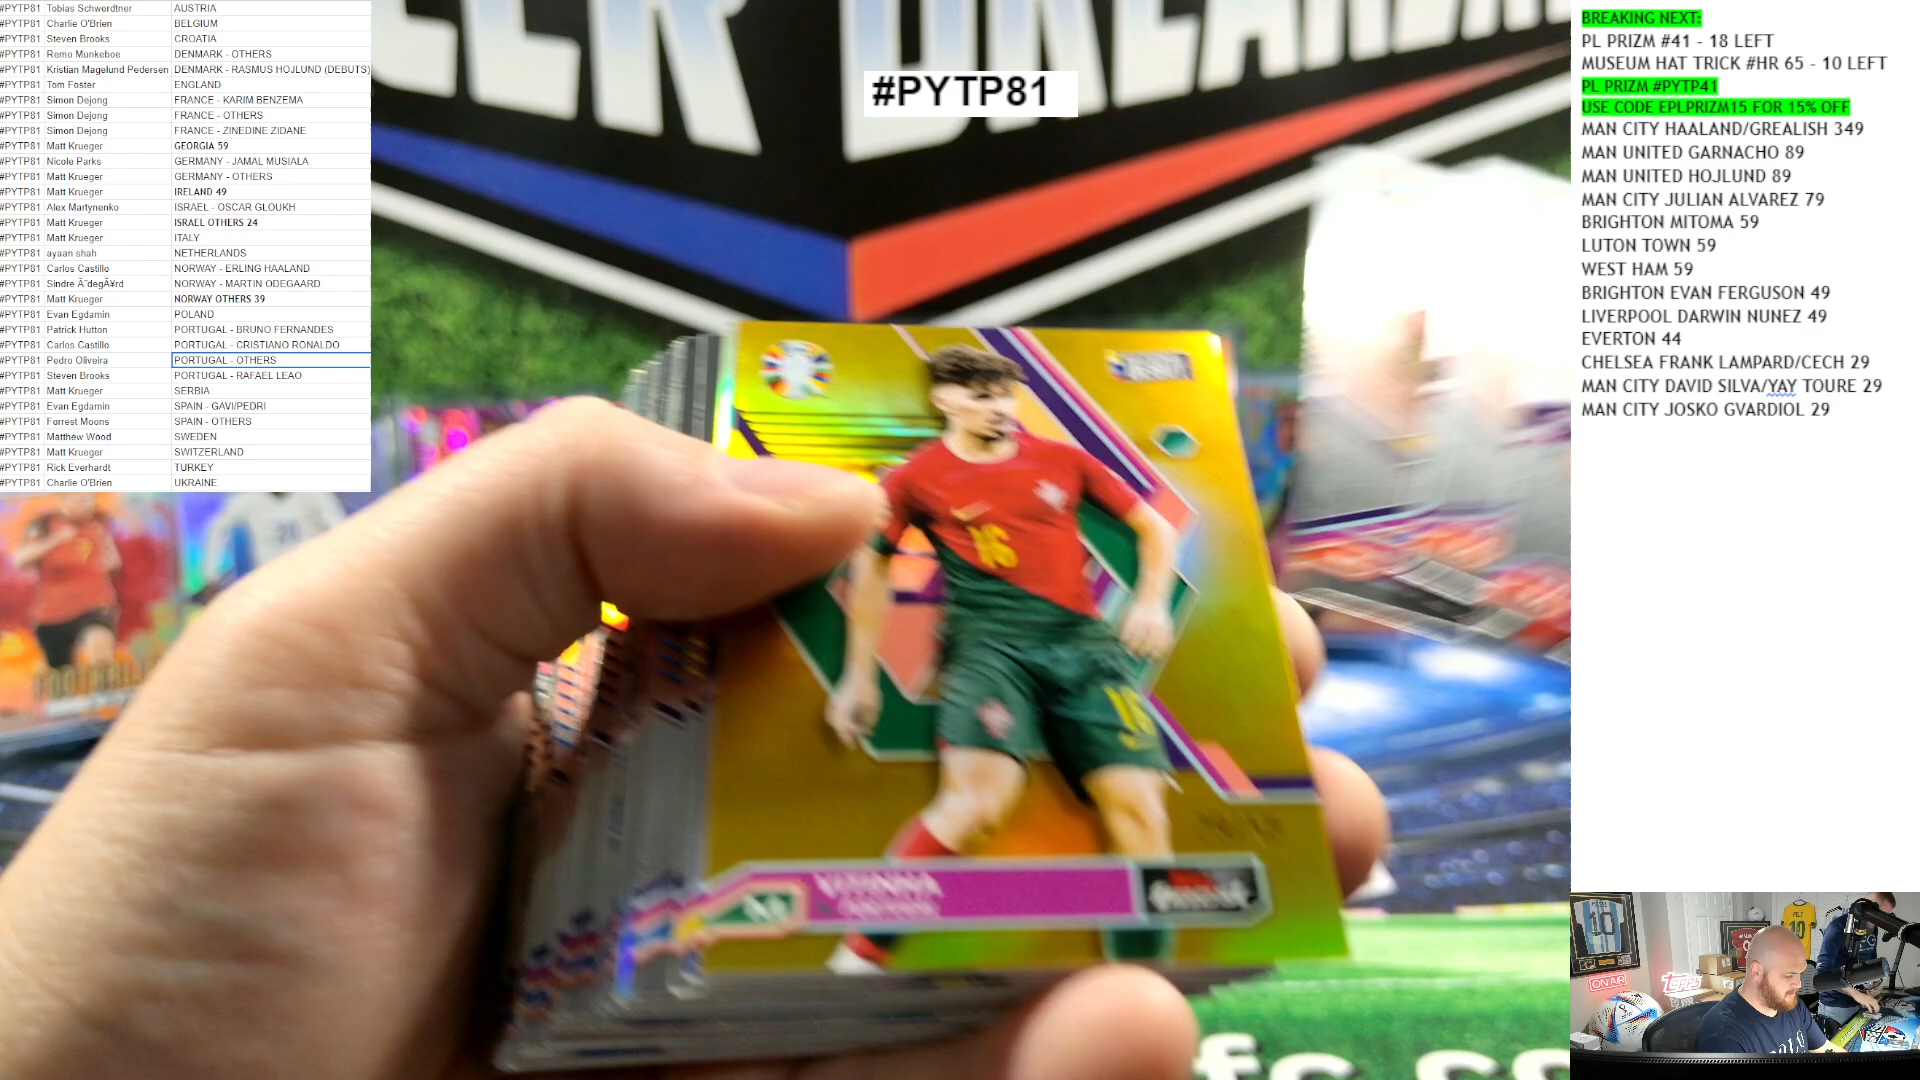 #PYTP81 Tobias Schwerdtner AUSTRIA
#PYTP81 Charlie O'Brien BELGIUM
#PYTP81 Steven Brooks CROATIA
#PYTP81 Remo Munkeboe DENMARK - OTHERS
#PYTP81 Kristian Magelund Pedersen DENMARK - RASMUS HOJLUND (DEBUTS)
#PYTP81 Tom Foster ENGLAND
#PYTP81 Simon Dejong FRANCE - KARIM BENZEMA
#PYTP81 Simon Dejong FRANCE - OTHERS
#PYTP81 Simon Dejong FRANCE - ZINEDINE ZIDANE
#PYTP81 Matt Krueger GEORGIA 59
#PYTP81 Nicole Parks GERMANY - JAMAL MUSIALA
#PYTP81 Matt Krueger GERMANY - OTHERS
#PYTP81 Matt Krueger IRELAND 49
#PYTP81 Alex Martynenko ISRAEL - OSCAR GLOUKH
#PYTP81 Matt Krueger ISRAEL OTHERS 24
#PYTP81 Matt Krueger ITALY
#PYTP81 ayaan shah NETHERLANDS
#PYTP81 Carlos Castillo NORWAY - ERLING HAALAND
#PYTP81 Sindre Ã˜degÃ¥rd NORWAY - MARTIN ODEGAARD
#PYTP81 Matt Krueger NORWAY OTHERS 39
#PYTP81 Evan Egdamin POLAND
#PYTP81 Patrick Hutton PORTUGAL - BRUNO FERNANDES
#PYTP81 Carlos Castillo PORTUGAL - CRISTIANO RONALDO
#PYTP81 Pedro Oliveira PORTUGAL - OTHERS
#PYTP81 Steven Brooks PORTUGAL - RAFAEL LEAO
#PYTP81 Matt Krueger SERBIA
#PYTP81 Evan Egdamin SPAIN - GAVI/PEDRI
#PYTP81 Forrest Moons SPAIN - OTHERS
#PYTP81 Matthew Wood SWEDEN
#PYTP81 Matt Krueger SWITZERLAND
#PYTP81 Rick Everhardt TURKEY
#PYTP81 Charlie O'Brien UKRAINE
#PYTP81
16
16
VITINHA
BREAKING NEXT:
PL PRIZM #41 - 18 LEFT
MUSEUM HAT TRICK #HR 65 - 10 LEFT
PL PRIZM #PYTP41
USE CODE EPLPRIZM15 FOR 15% OFF
MAN CITY HAALAND/GREALISH 349
MAN UNITED GARNACHO 89
MAN UNITED HOJLUND 89
MAN CITY JULIAN ALVAREZ 79
BRIGHTON MITOMA 59
LUTON TOWN 59
WEST HAM 59
BRIGHTON EVAN FERGUSON 49
LIVERPOOL DARWIN NUNEZ 49
EVERTON 44
CHELSEA FRANK LAMPARD/CECH 29
MAN CITY DAVID SILVA/YAY TOURE 29
MAN CITY JOSKO GVARDIOL 29
10
ON AIR
TOPPS